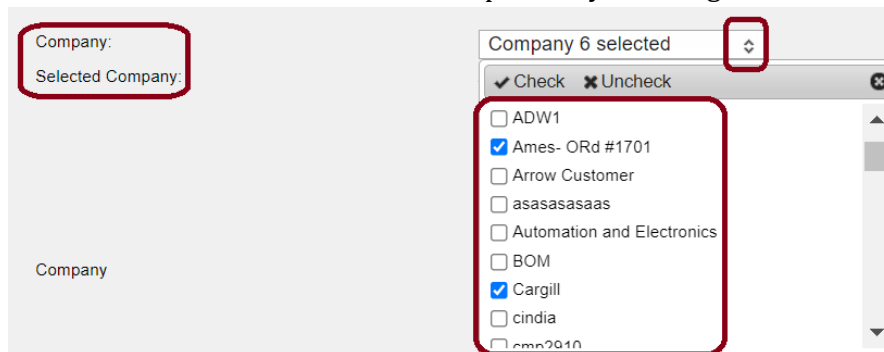 Company:
Company 6 selected
Selected Company:
Check Uncheck
ADW1
Ames- ORd #1701
Arrow Customer
asasasasaas
Automation and Electronics
BOM
Company
Cargill
cindia
cmp2910